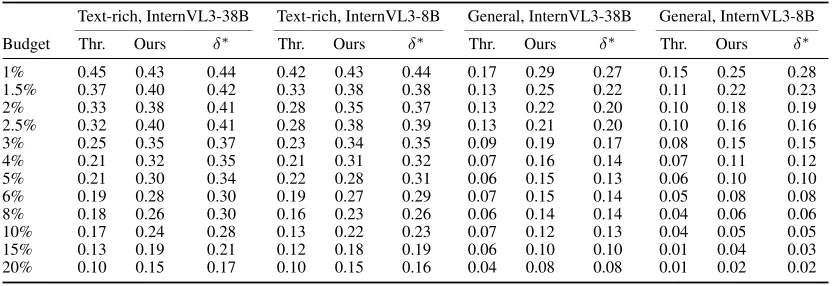 Text-rich, InternVL3-38B Text-rich, InternVL3-8B General, InternVL3-38B General, InternVL3-8B
Budget Thr. Ours δ* Thr. Ours δ* Thr. Ours δ* Thr. Ours δ*
1% 0.45 0.43 0.44 0.42 0.43 0.44 0.17 0.29 0.27 0.15 0.25 0.28
1.5% 0.37 0.40 0.42 0.33 0.38 0.38 0.13 0.25 0.22 0.11 0.22 0.23
2% 0.33 0.38 0.41 0.28 0.35 0.37 0.13 0.22 0.20 0.10 0.18 0.19
2.5% 0.32 0.40 0.41 0.28 0.38 0.39 0.13 0.21 0.20 0.10 0.16 0.16
3% 0.25 0.35 0.37 0.23 0.34 0.35 0.09 0.19 0.17 0.08 0.15 0.15
4% 0.21 0.32 0.35 0.21 0.31 0.32 0.07 0.16 0.14 0.07 0.11 0.12
5% 0.21 0.30 0.34 0.22 0.28 0.31 0.06 0.15 0.13 0.06 0.10 0.10
6% 0.19 0.28 0.30 0.19 0.27 0.29 0.07 0.15 0.14 0.05 0.08 0.08
8% 0.18 0.26 0.30 0.16 0.23 0.26 0.06 0.14 0.14 0.04 0.06 0.06
10% 0.17 0.24 0.28 0.13 0.22 0.23 0.07 0.12 0.13 0.04 0.05 0.05
15% 0.13 0.19 0.21 0.12 0.18 0.19 0.06 0.10 0.10 0.01 0.04 0.03
20% 0.10 0.15 0.17 0.10 0.15 0.16 0.04 0.08 0.08 0.01 0.02 0.02